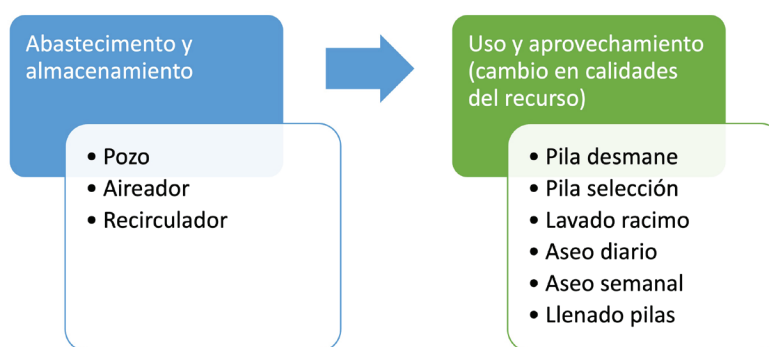 Abastecimento y
almacenamiento
• Pozo
• Aireador
• Recirculador
Uso y aprovechamiento
(cambio en calidades
del recurso)
• Pila desmane
• Pila selección
• Lavado racimo
• Aseo diario
• Aseo semanal
• Llenado pilas